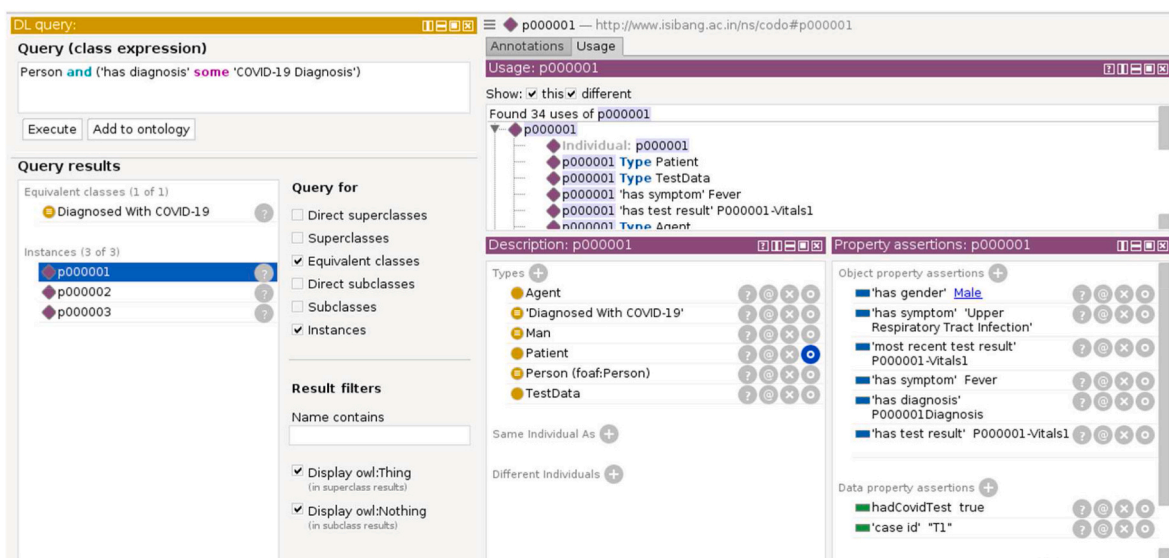 DL query:
Query (class expression)
Person and ('has diagnosis' some 'COVID-19 Diagnosis')
Execute Add to ontology
Query results
Equivalent classes (1 of 1)
Diagnosed With COVID-19
Instances (3 of 3)
p000001
p000002
p000003
Query for
Direct superclasses
Superclasses
Equivalent classes
Direct subclasses
Subclasses
Instances
Result filters
Name contains
Display owl:Thing
(in superclass results)
Display owl:Nothing
(in subclass results)
p000001 — http://www.isibang.ac.in/ns/codo#p000001
Annotations Usage
Usage: p000001
Show: this different
Found 34 uses of p000001
p000001
Individual: p000001
p000001 Type Patient
p000001 Type TestData
p000001 'has symptom' Fever
p000001 'has test result' P000001-Vitals1
p000001 Type Agent
Description: p000001
Types
Agent
'Diagnosed With COVID-19'
Man
Patient
Person (foaf:Person)
TestData
Same Individual As
Different Individuals
Property assertions: p000001
Object property assertions
'has gender' Male
'has symptom' 'Upper
Respiratory Tract Infection'
'most recent test result'
P000001-Vitals1
'has symptom' Fever
'has diagnosis'
P000001Diagnosis
'has test result' P000001-Vitals1
Data property assertions
hadCovidTest true
'case id' "T1"